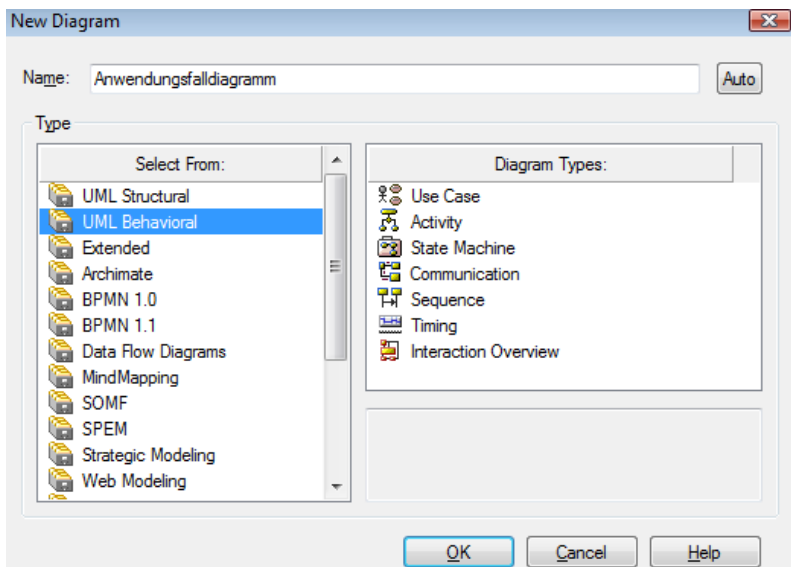 New Diagram
Name: Anwendungsfalldiagramm Auto
Type
Select From:
UML Structural
UML Behavioral
Extended
Archimate
BPMN 1.0
BPMN 1.1
Data Flow Diagrams
MindMapping
SOMF
SPEM
Strategic Modeling
Web Modeling
Diagram Types:
Use Case
Activity
State Machine
Communication
Sequence
Timing
Interaction Overview
OK Cancel Help